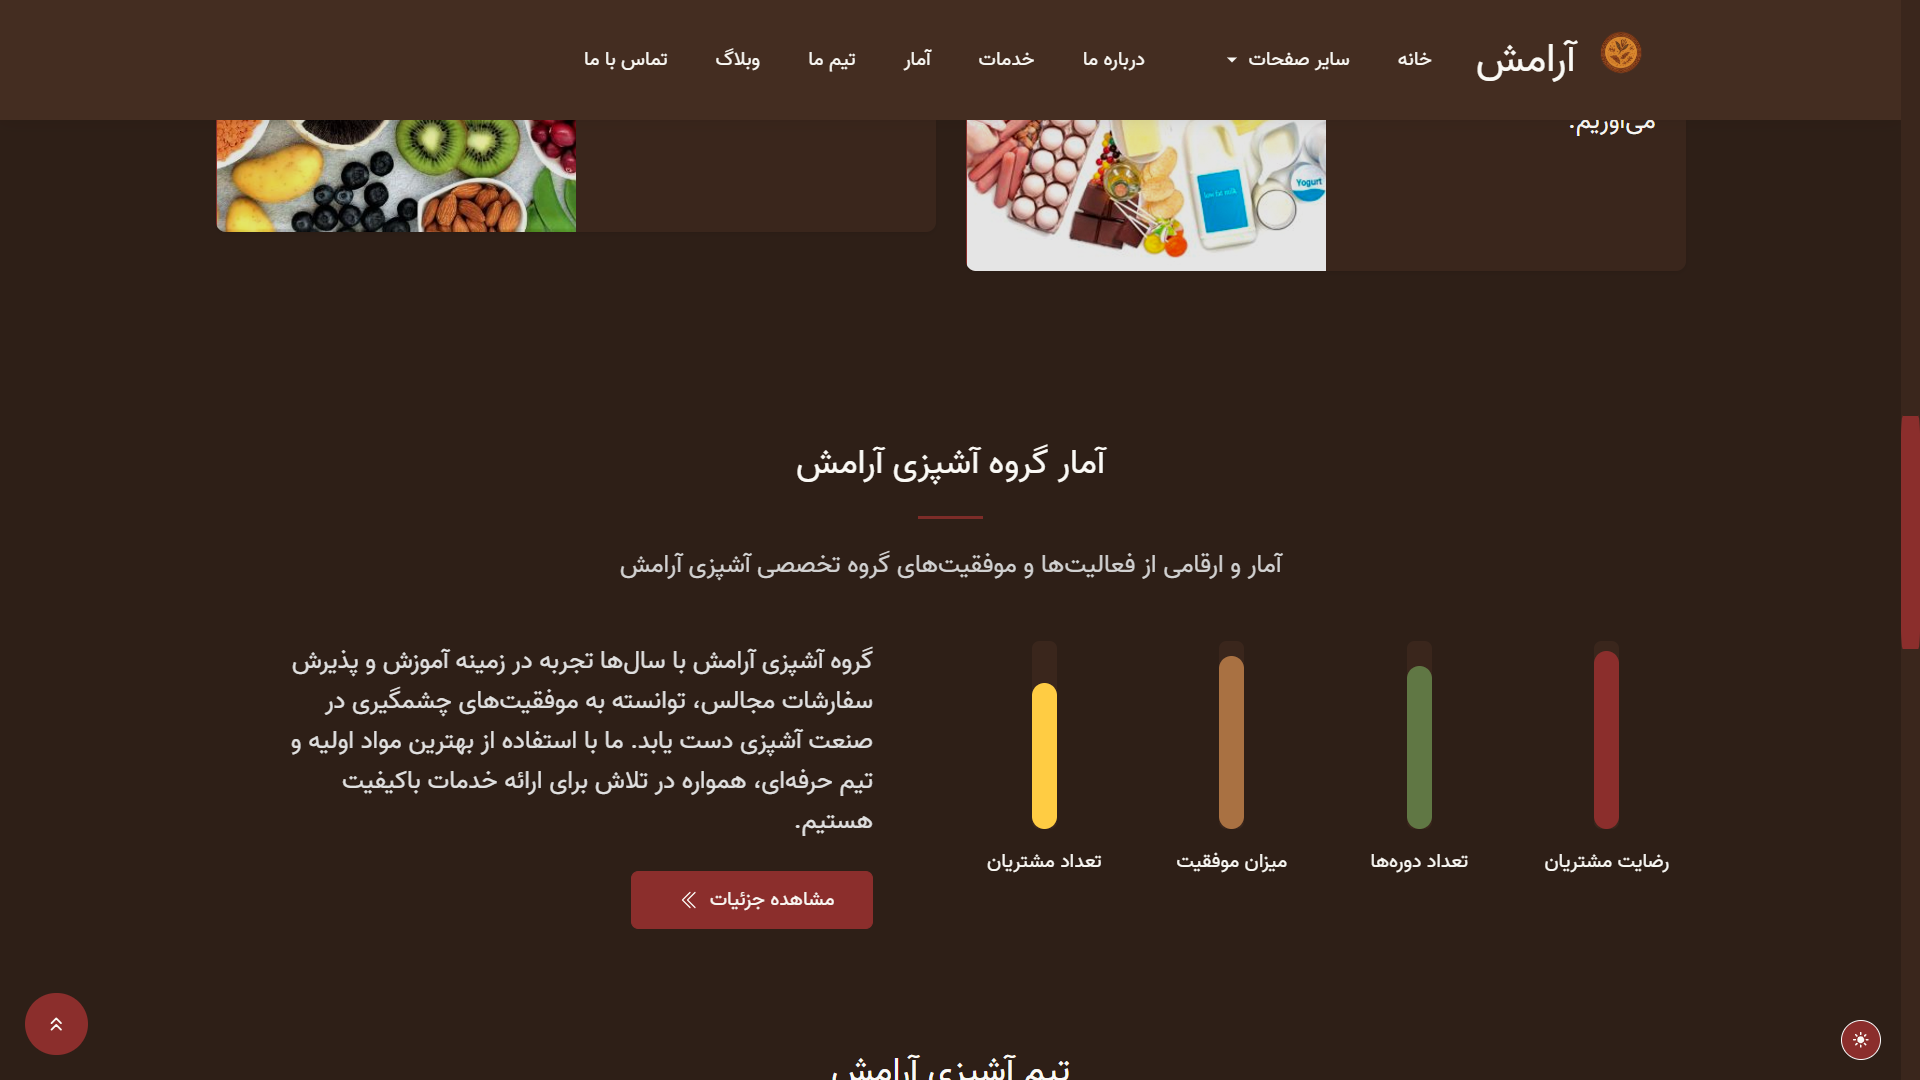 آرامش
خانه
سایر صفحات
درباره ما
خدمات
آمار
تیم ما
وبلاگ
تماس با ما
می‌آوریم.
low fat milk
Yogurt
آمار گروه آشپزی آرامش
آمار و ارقامی از فعالیت‌ها و موفقیت‌های گروه تخصصی آشپزی آرامش
رضایت مشتریان
تعداد دوره‌ها
میزان موفقیت
تعداد مشتریان
گروه آشپزی آرامش با سال‌ها تجربه در زمینه آموزش و پذیرش
سفارشات مجالس، توانسته به موفقیت‌های چشمگیری در
صنعت آشپزی دست یابد. ما با استفاده از بهترین مواد اولیه و
تیم حرفه‌ای، همواره در تلاش برای ارائه خدمات باکیفیت
هستیم.
مشاهده جزئیات
تیم آشپزی آرامش